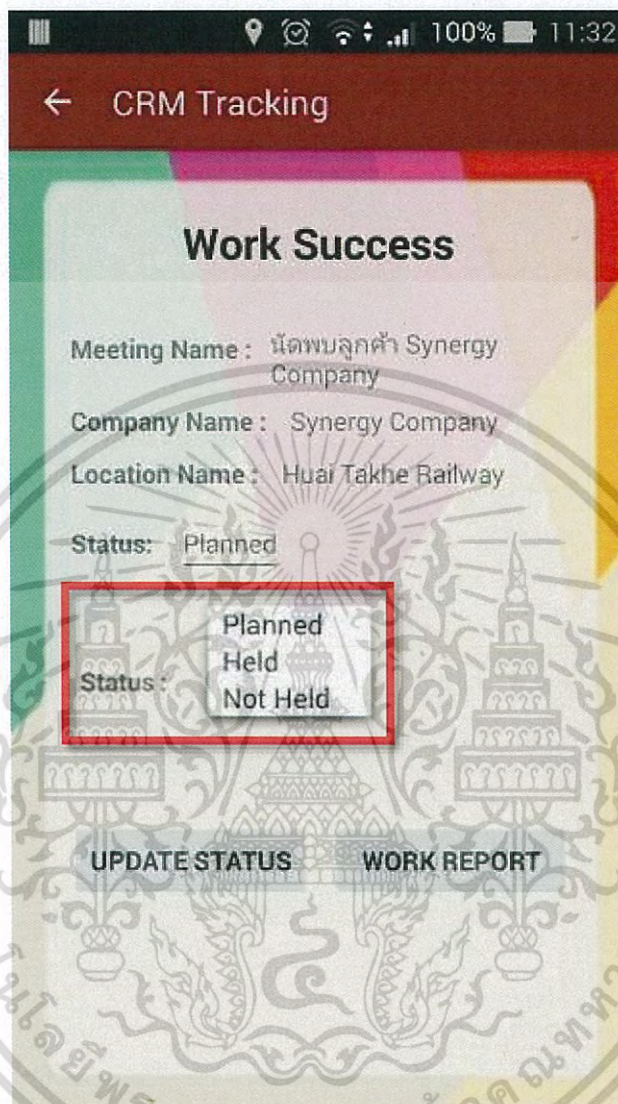 100% 11:32
← CRM Tracking
Work Success
Meeting Name : นัดพบลูกค้า Synergy
Company
Company Name : Synergy Company
Location Name : Huai Takhe Railway
Status: Planned
Planned
Held
Status :
Not Held
UPDATE STATUS WORK REPORT